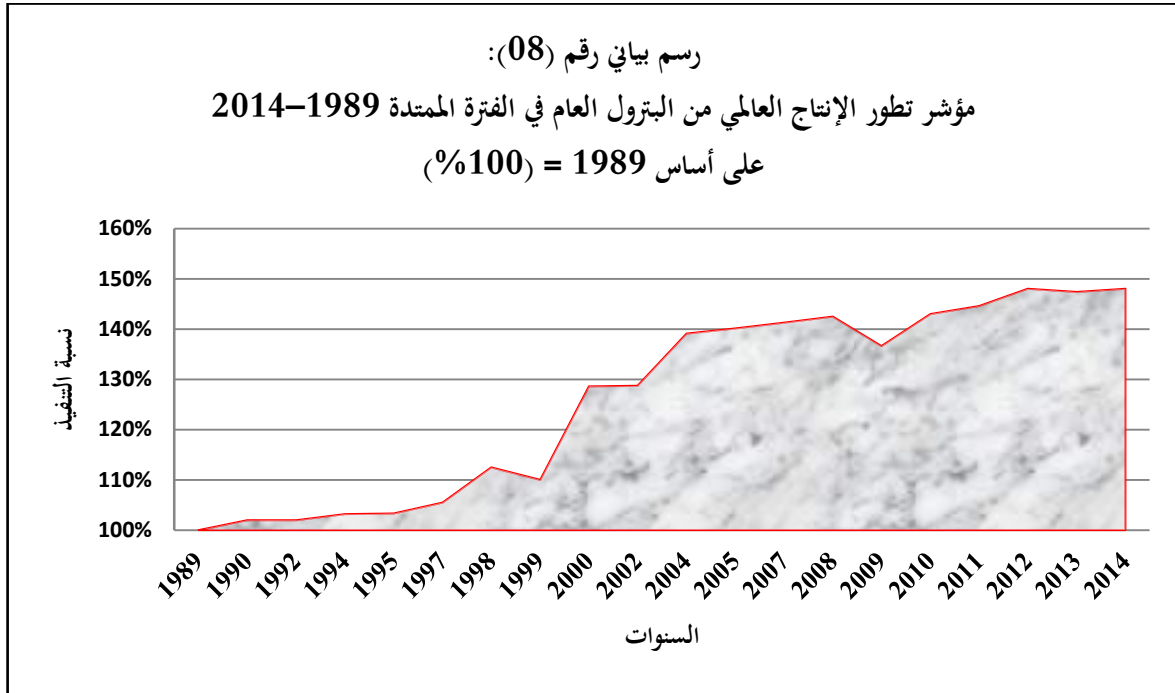 رسم بياني رقم (08):
مؤشر تطور الإنتاج العالمي من البترول العام في الفترة الممتدة 1989–2014
على أساس 1989 = (100%)
160%
150%
140%
130%
120%
110%
100%
نسبة التنفيذ
1989 1990 1992 1994 1995 1997 1998 1999 2000 2002 2004 2005 2007 2008 2009 2010 2011 2012 2013 2014
السنوات